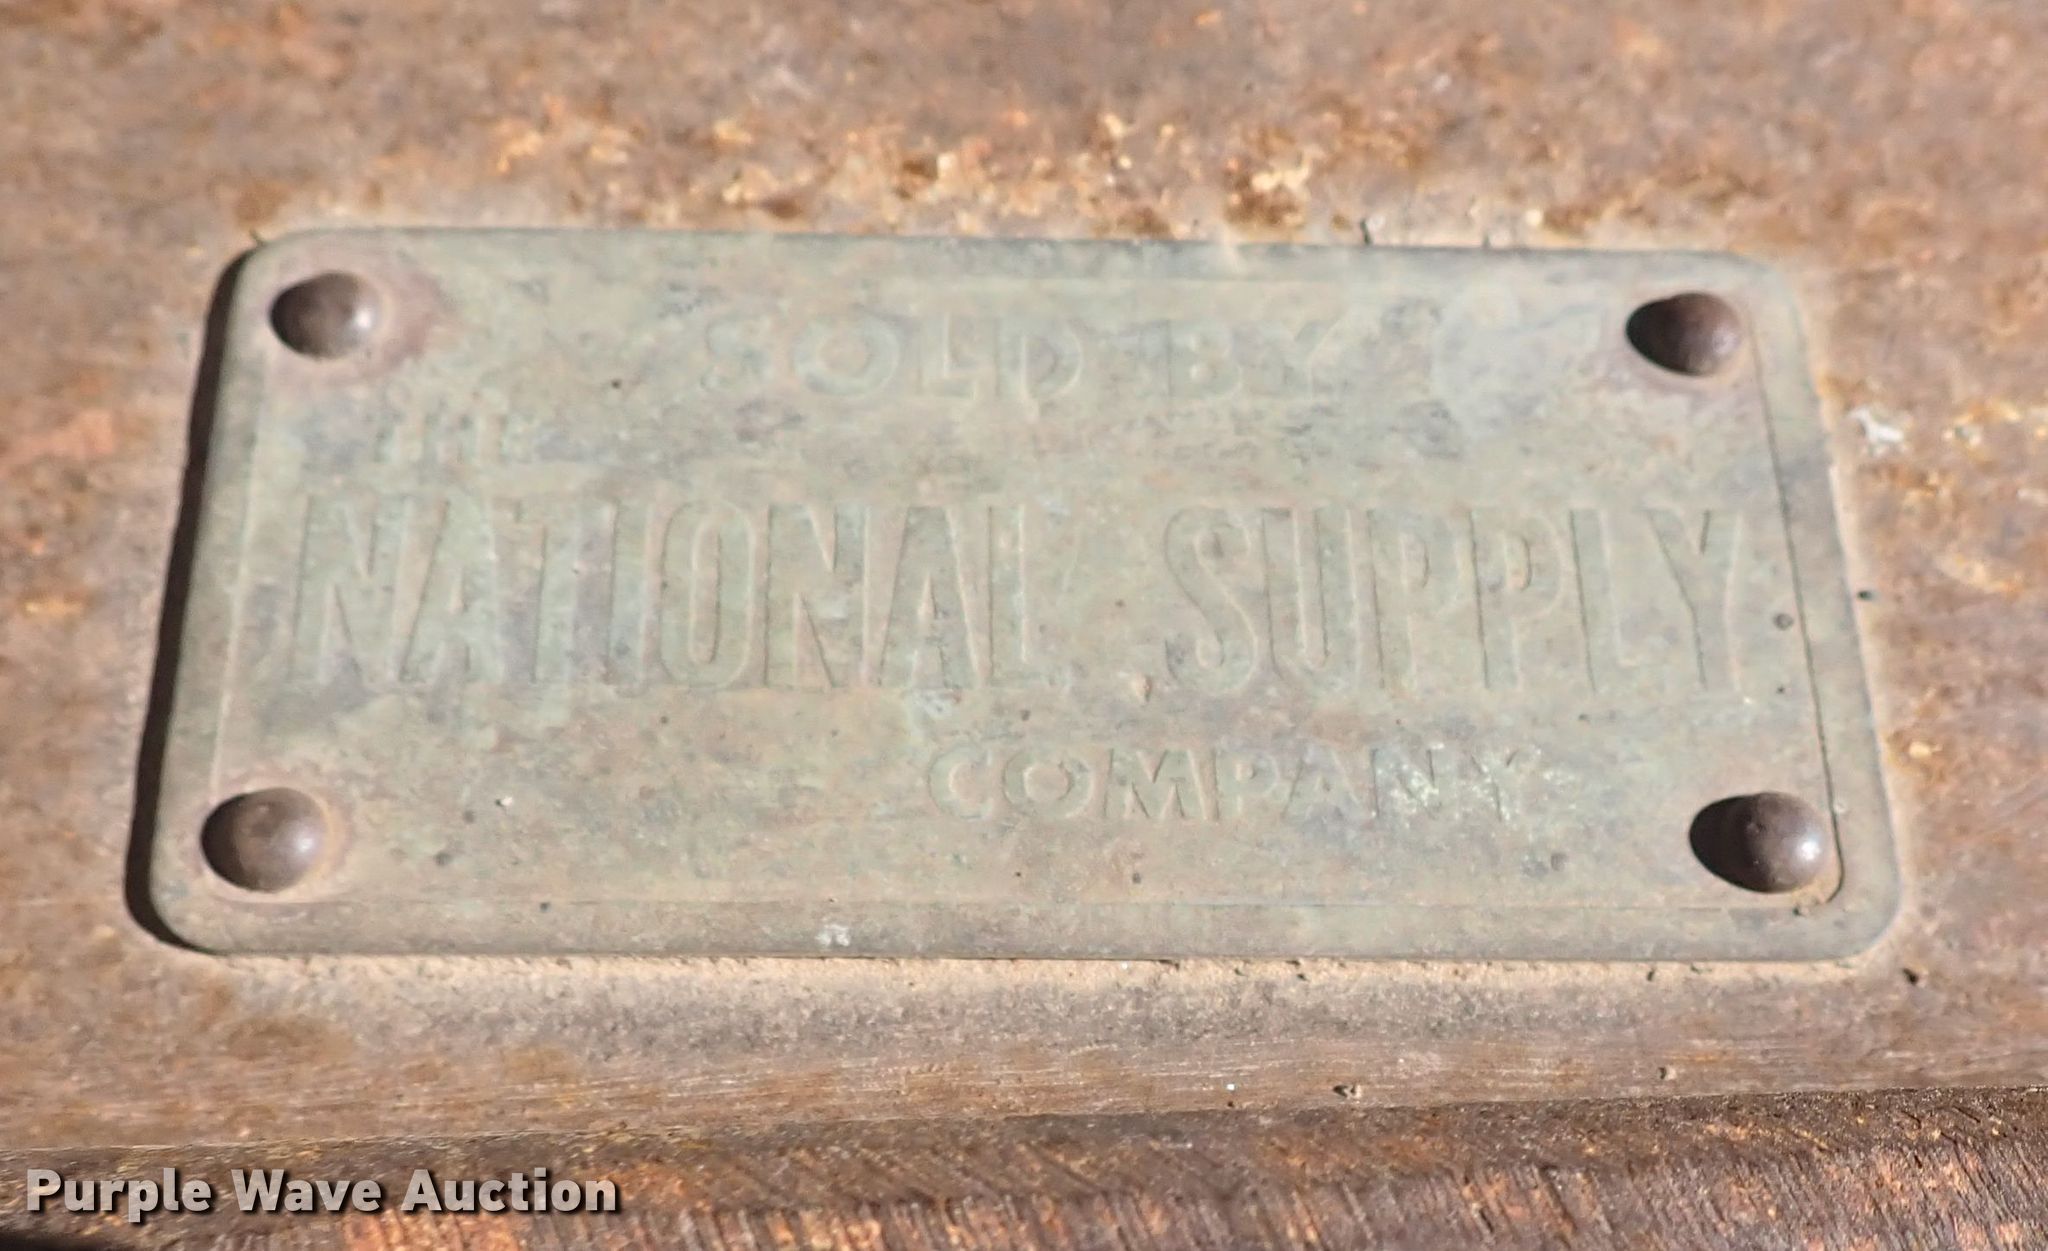 SOLD BY
THE
NATIONAL SUPPLY
COMPANY
Purple Wave Auction